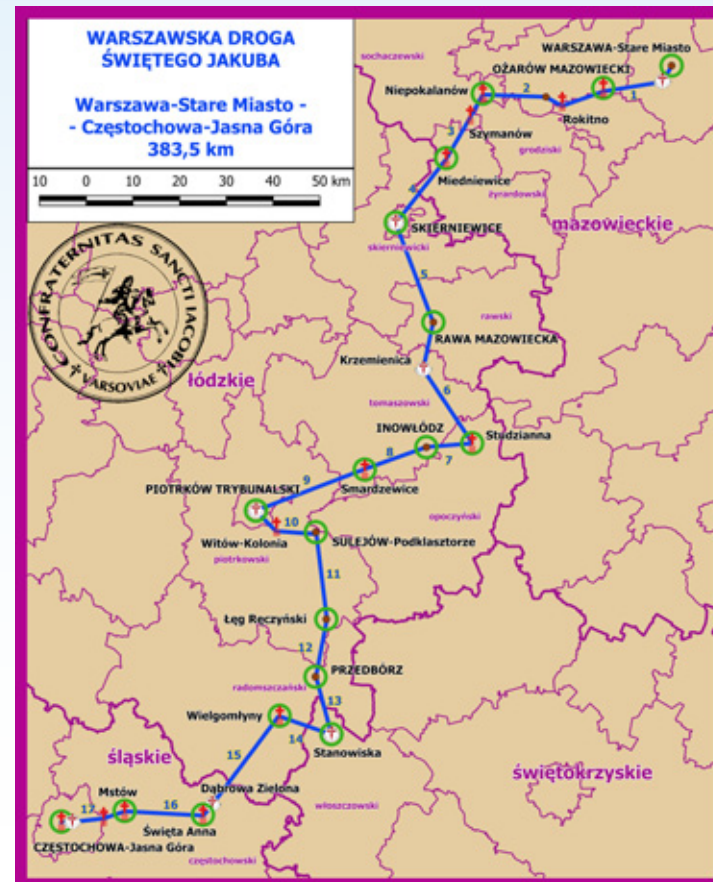 WARSZAWSKA DROGA
ŚWIĘTEGO JAKUBA
Warszawa-Stare Miasto -
- Częstochowa-Jasna Góra
383,5 km
10 0 10 20 30 40 50 km
CONFRATERNITAS SANCTI IACOBI
VARSOVIAE
sochaczewski
WARSZAWA-Stare Miasto
OŻARÓW MAZOWIECKI
Niepokalanów
2
1
Rokitno
3
Szymanów
grodziski
Miedniewice
4
żyrardowski
mazowieckie
SKIERNIEWICE
skierniewicki
5
rawski
RAWA MAZOWIECKA
Krzemienica
łódzkie
6
tomaszowski
INOWŁÓDZ
Studzianna
7
8
9
Smardzewice
PIOTRKÓW TRYBUNALSKI
opoczyński
10
Witów-Kolonia
SULEJÓW-Podklasztorze
piotrkowski
11
Łęg Ręczyński
12
PRZEDBÓRZ
radomszczański
13
Wielgomłyny
14
Stanowiska
15
śląskie
świętokrzyskie
Dąbrowa Zielona
Mstów
17
16
włoszczowski
Święta Anna
CZĘSTOCHOWA-Jasna Góra
częstochowski